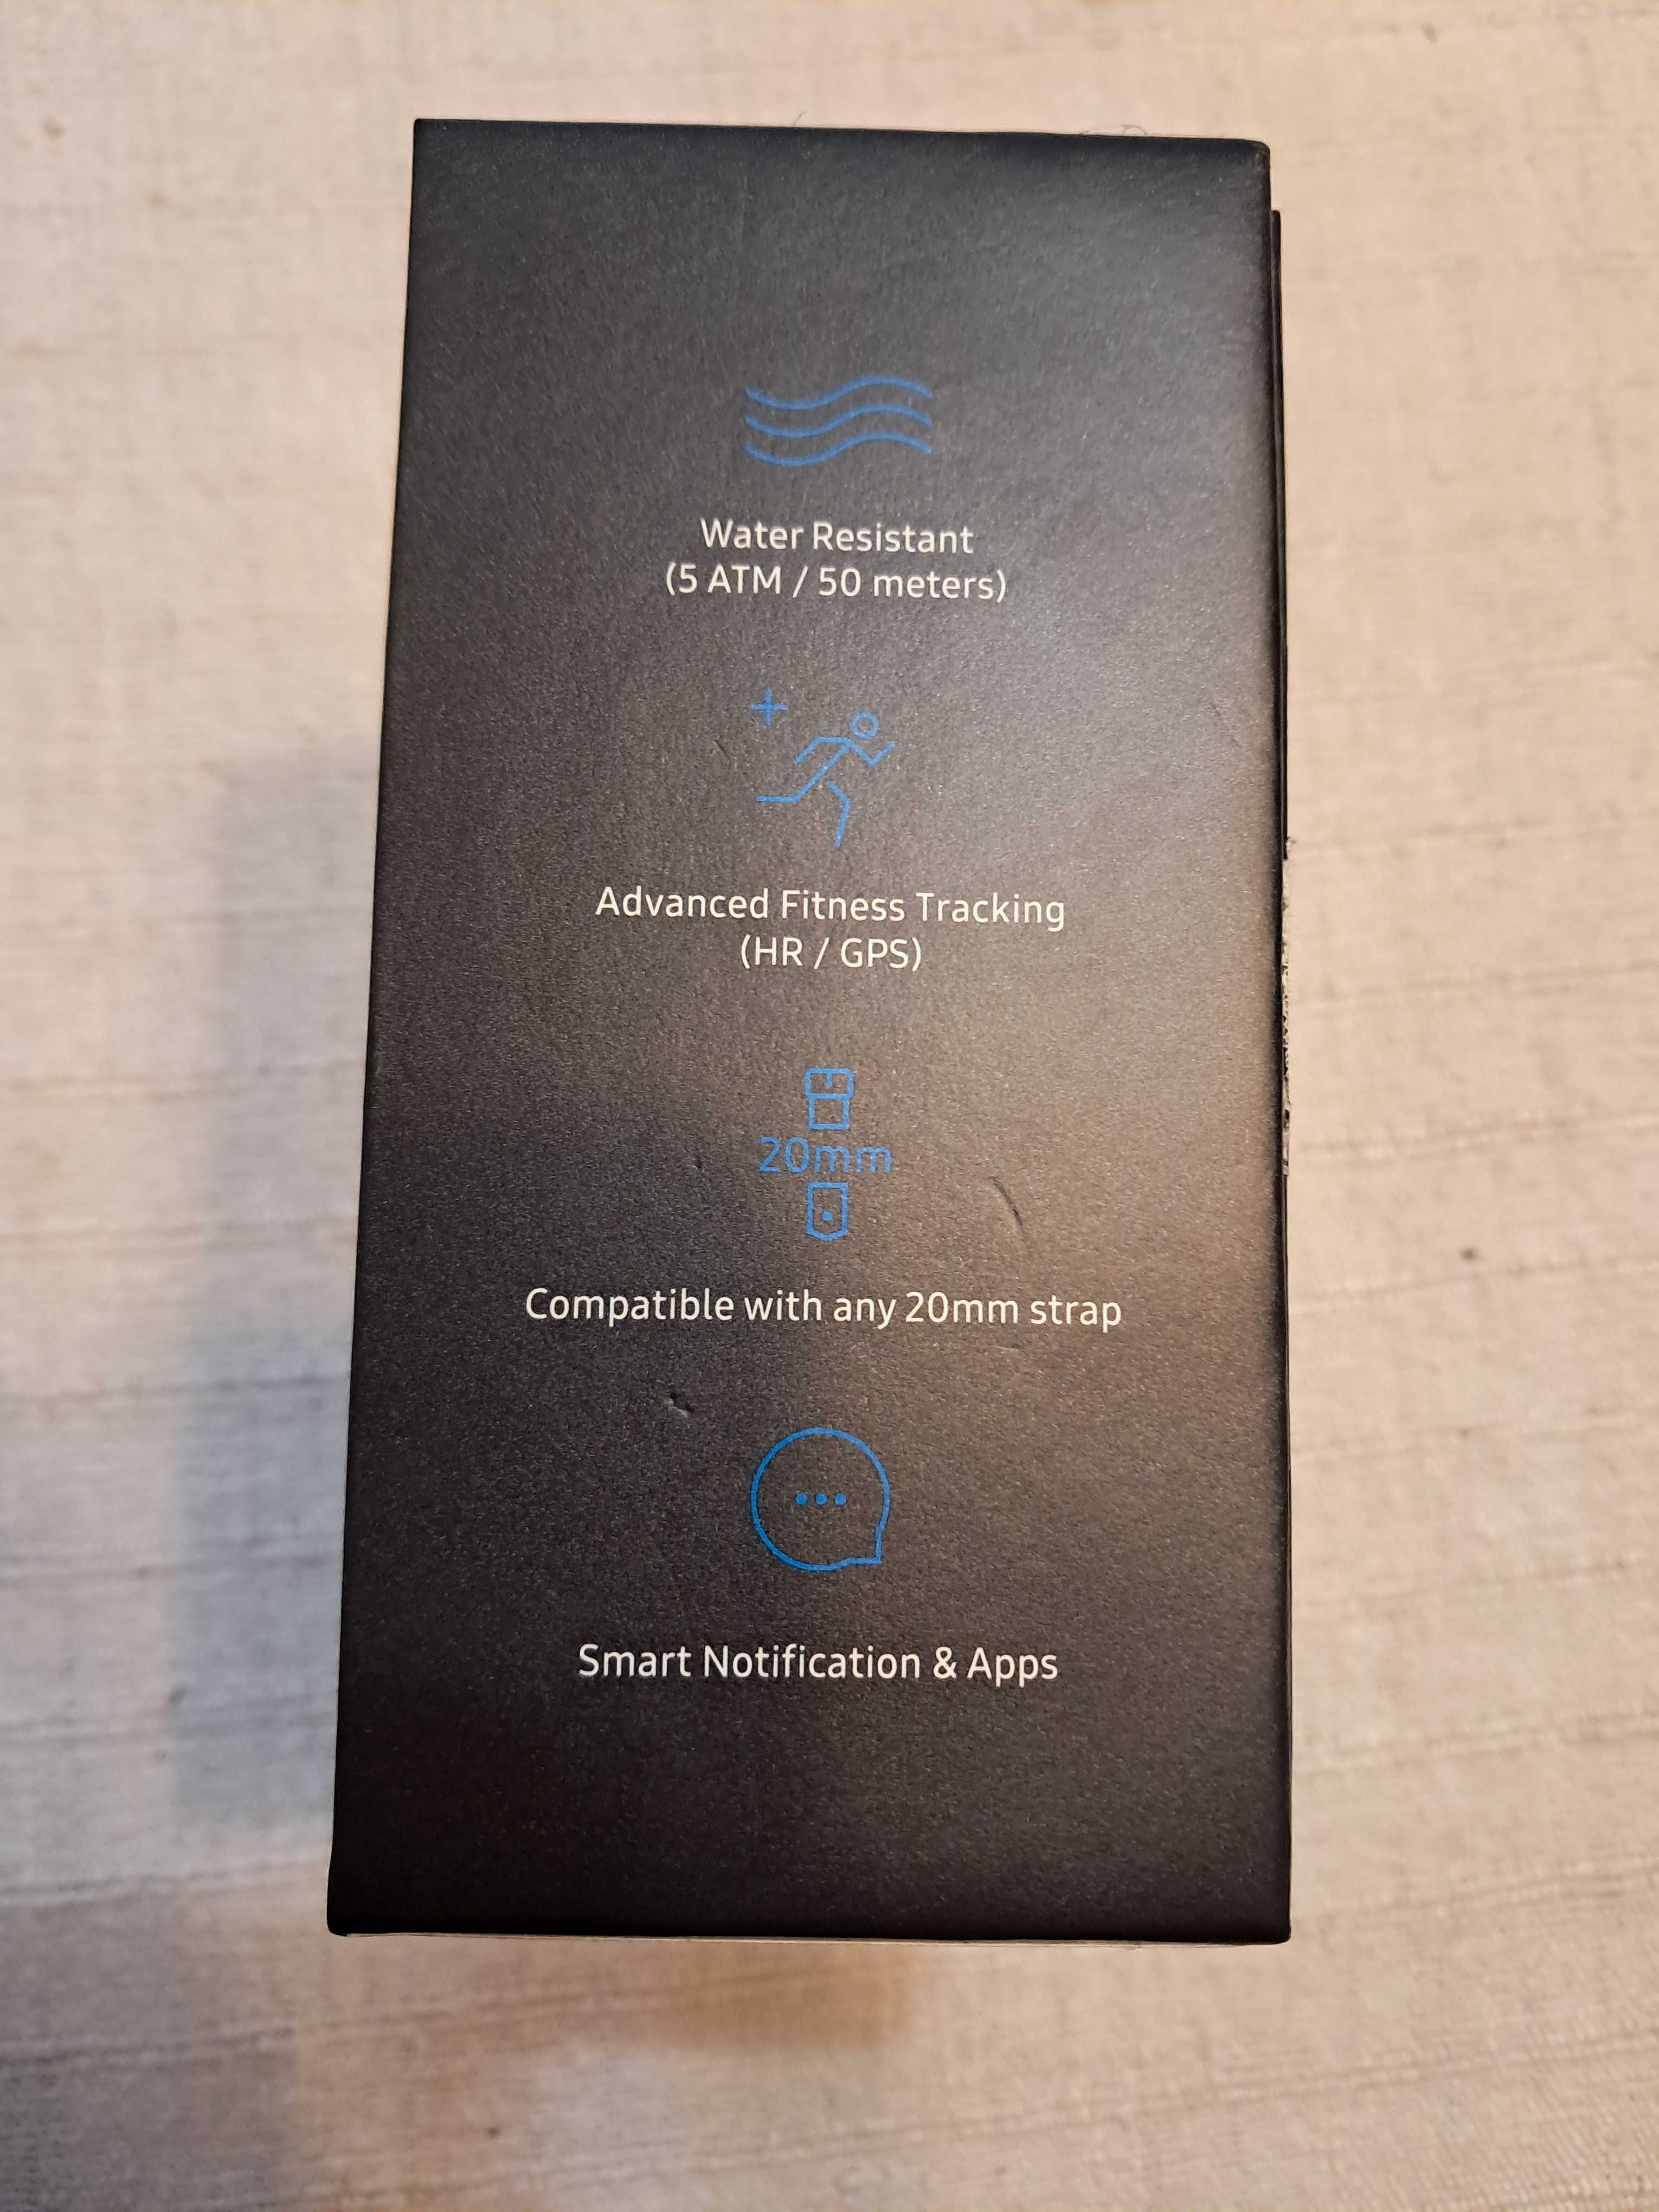 Water Resistant
(5 ATM / 50 meters)
Advanced Fitness Tracking
(HR / GPS)
20mm
Compatible with any 20mm strap
Smart Notification & Apps